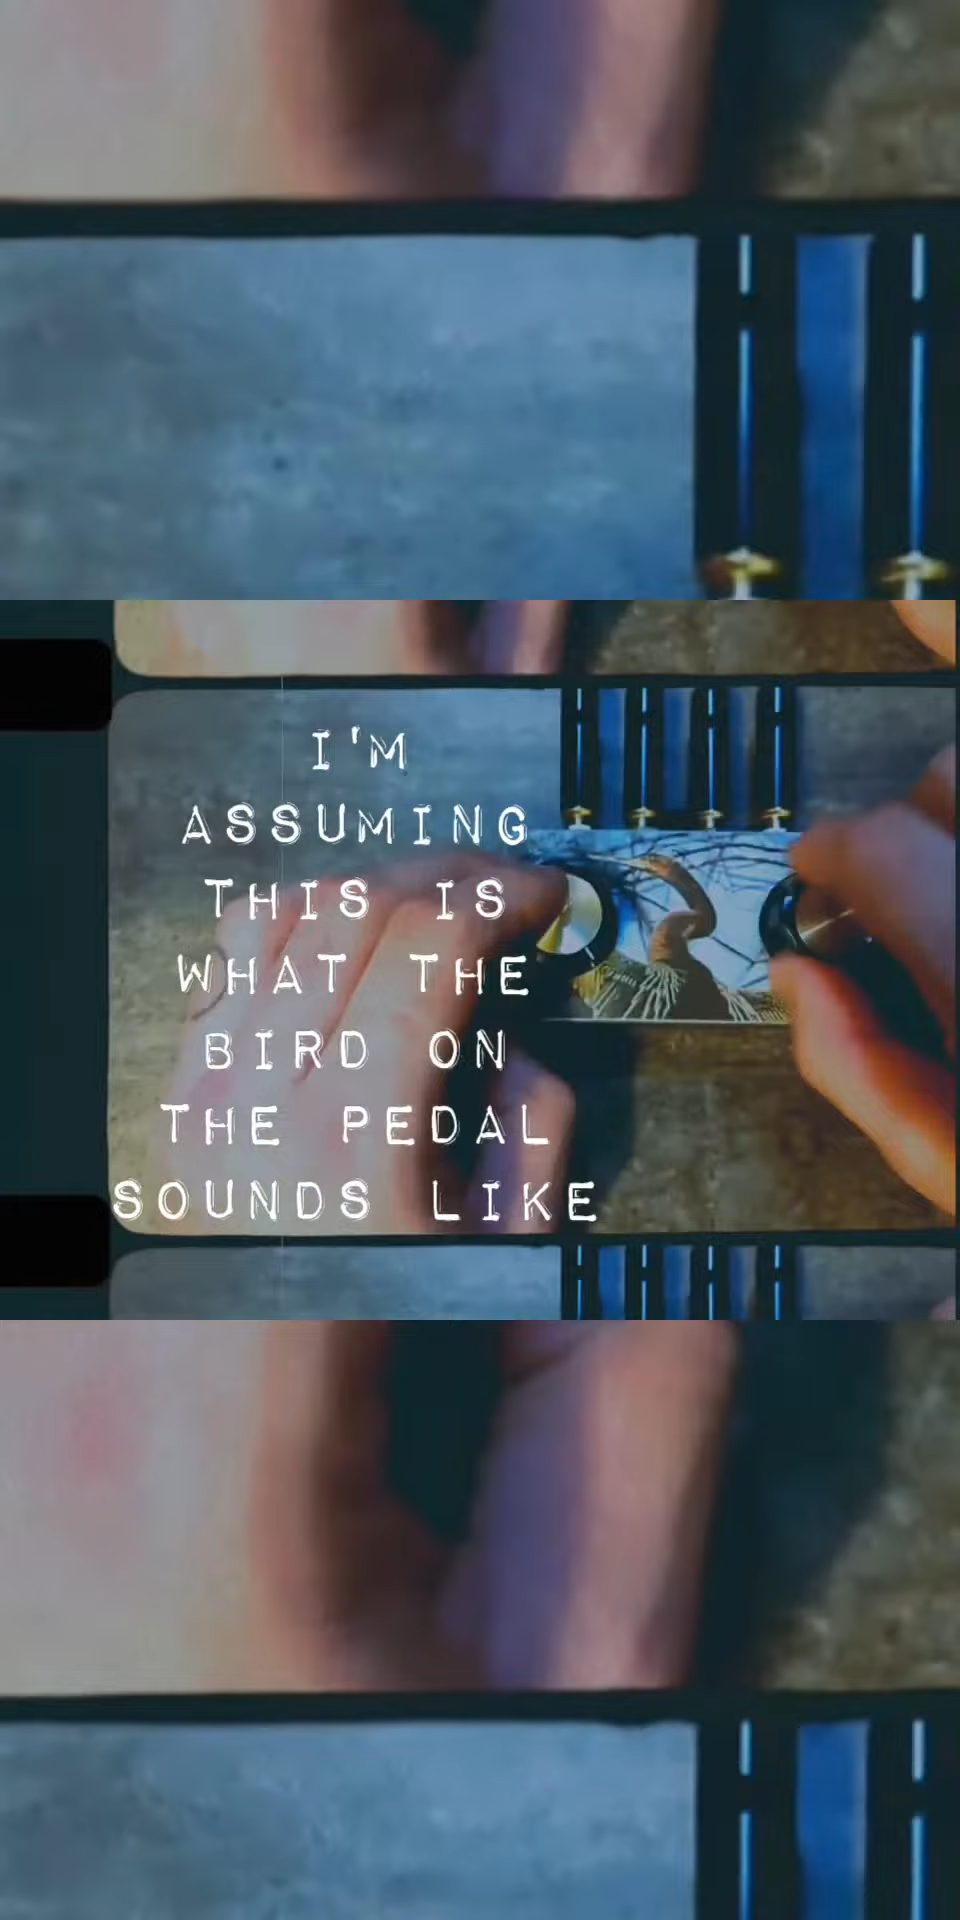 I'M
ASSUMING
THIS IS
WHAT THE
BIRD ON
THE PEDAL
SOUNDS LIKE